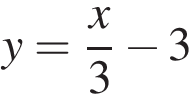 y = x/3 − 3